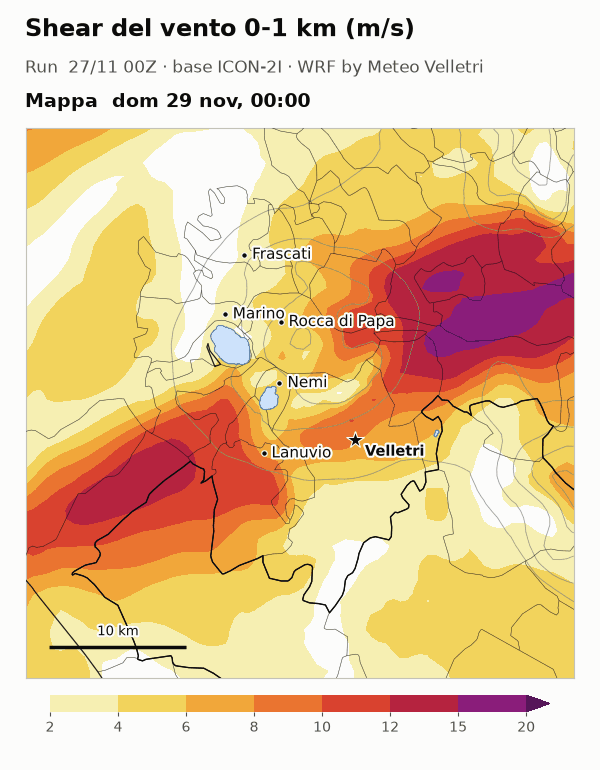 Shear del vento 0-1 km (m/s)
Run 27/11 00Z · base ICON-2I · WRF by Meteo Velletri
Mappa dom 29 nov, 00:00
Frascati
Marino
Rocca di Papa
Nemi
Velletri
Lanuvio
10 km
2 4 6 8 10 12 15 20